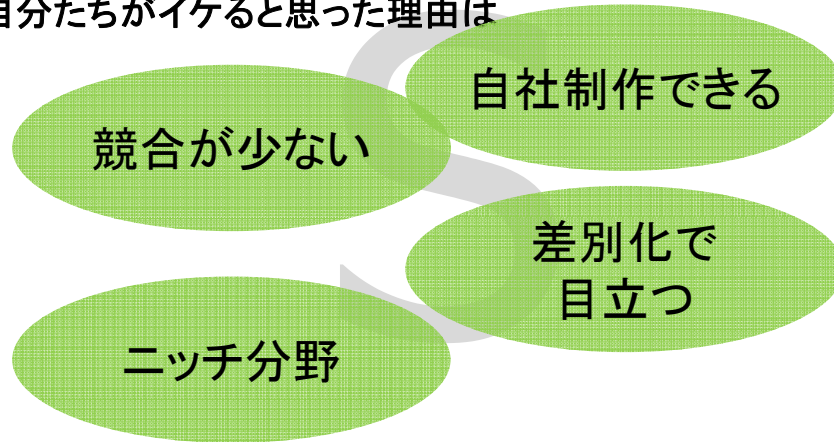 自分たちがイケると思った理由は
自社制作できる
競合が少ない
差別化で
目立つ
ニッチ分野
S